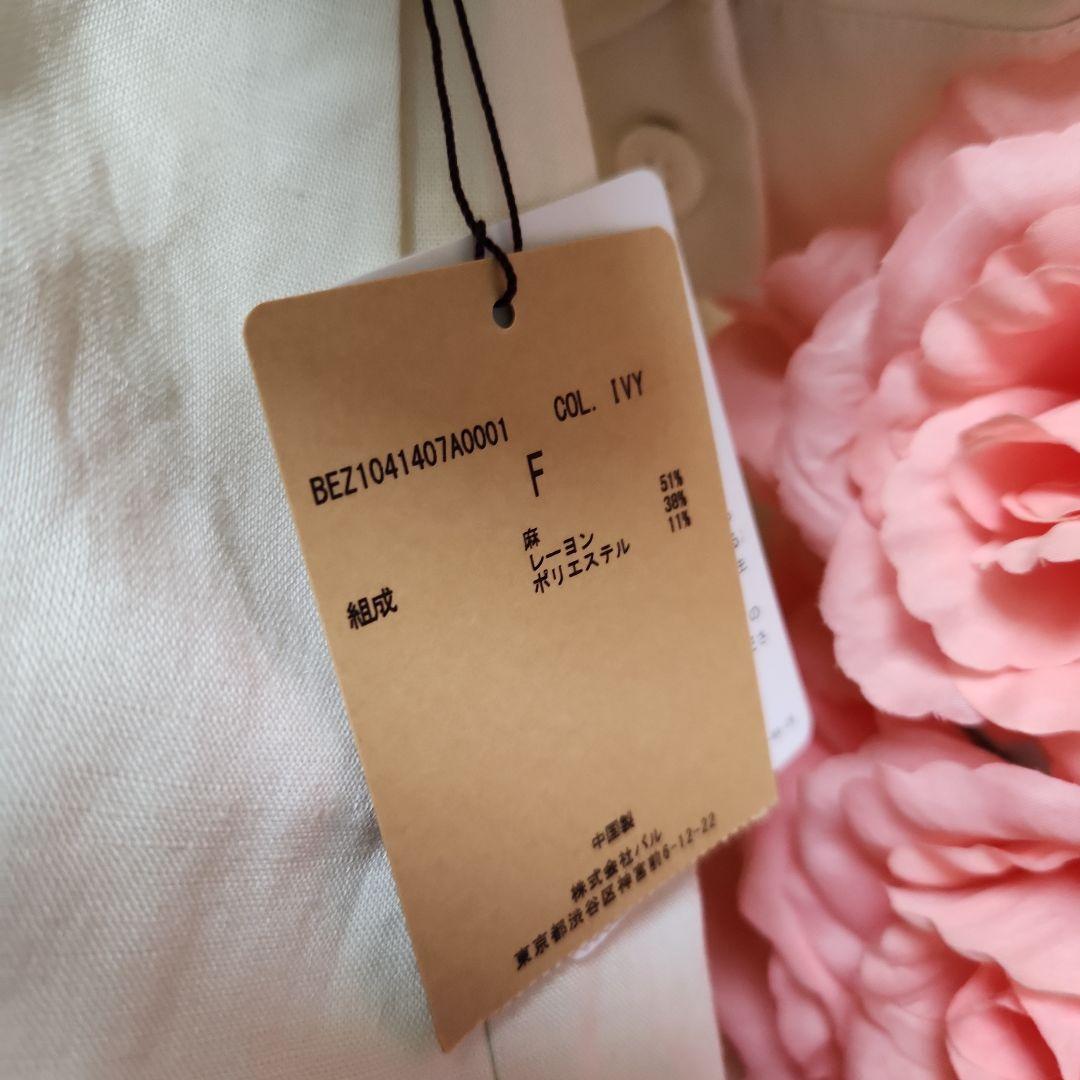 BEZ1041407A0001 COL. IVY
F
組成 麻 51%
レーヨン 38%
ポリエステル 11%
中国製
株式会社パル
東京都渋谷区神宮前6-12-22